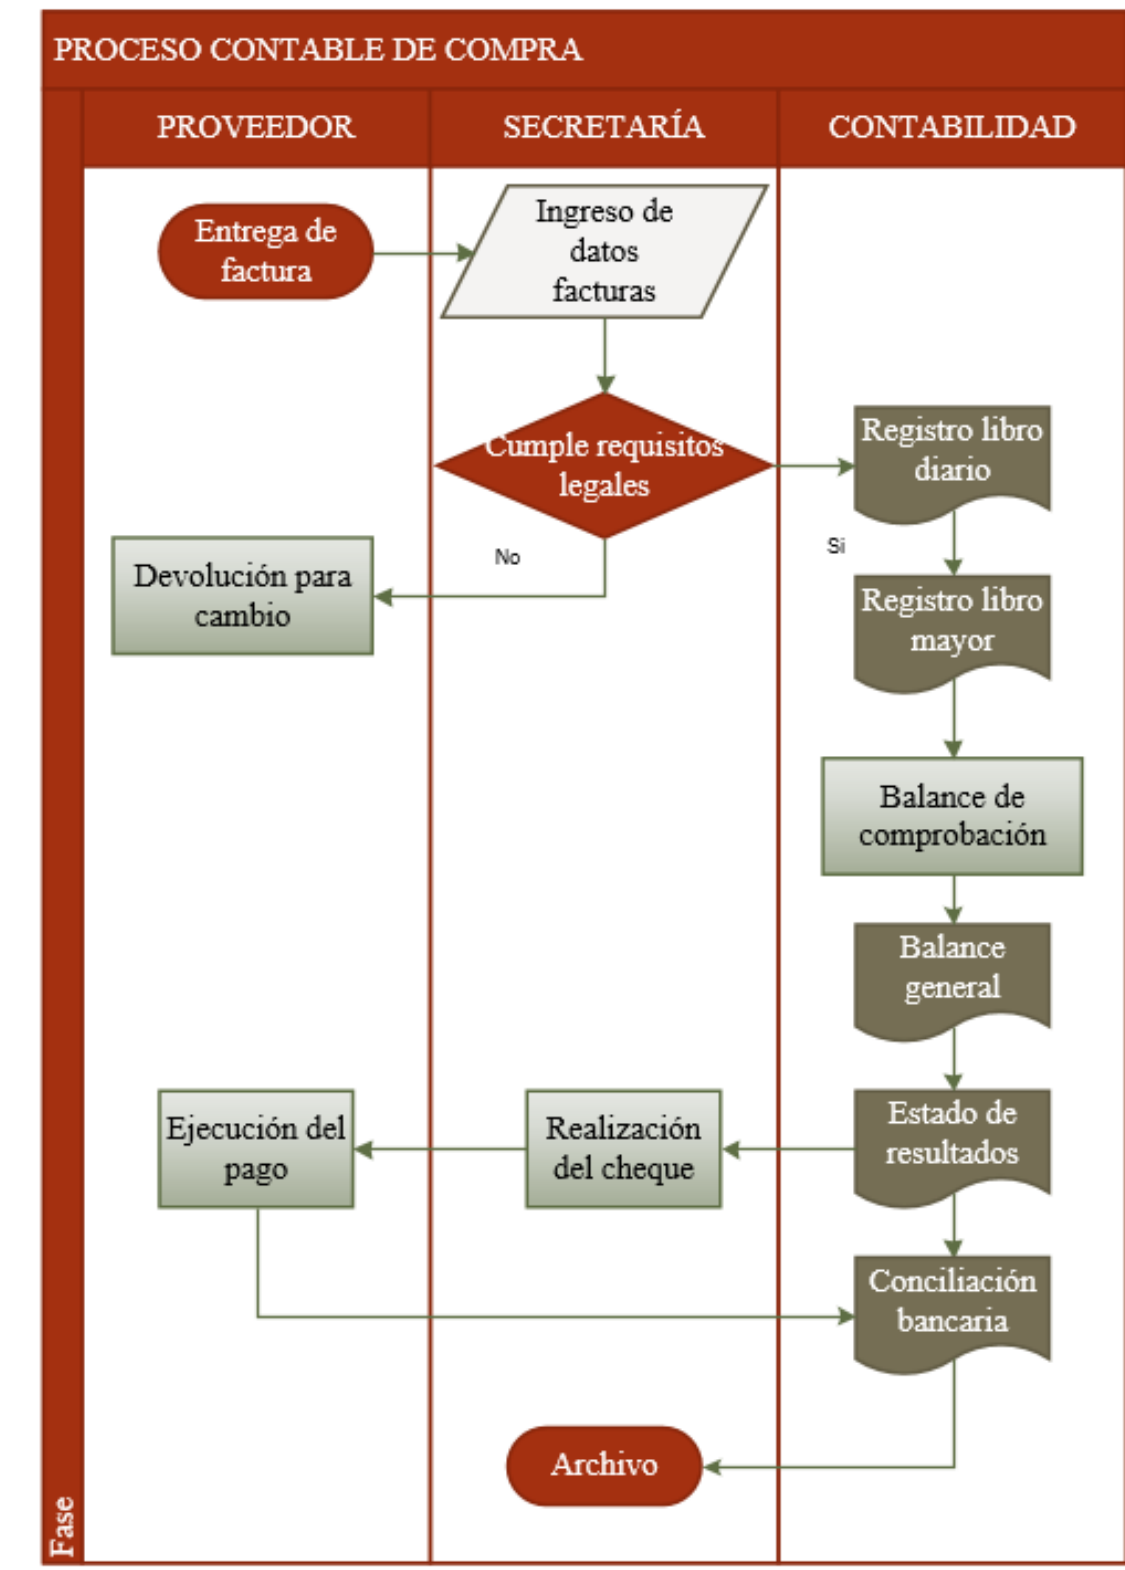 PROCESO CONTABLE DE COMPRA
PROVEEDOR
SECRETARÍA
CONTABILIDAD
Entrega de
factura
Ingreso de
datos
facturas
Cumple requisitos
legales
Registro libro
diario
No
Si
Devolución para
cambio
Registro libro
mayor
Balance de
comprobación
Balance
general
Ejecución del
pago
Realización
del cheque
Estado de
resultados
Conciliación
bancaria
Archivo
Fase